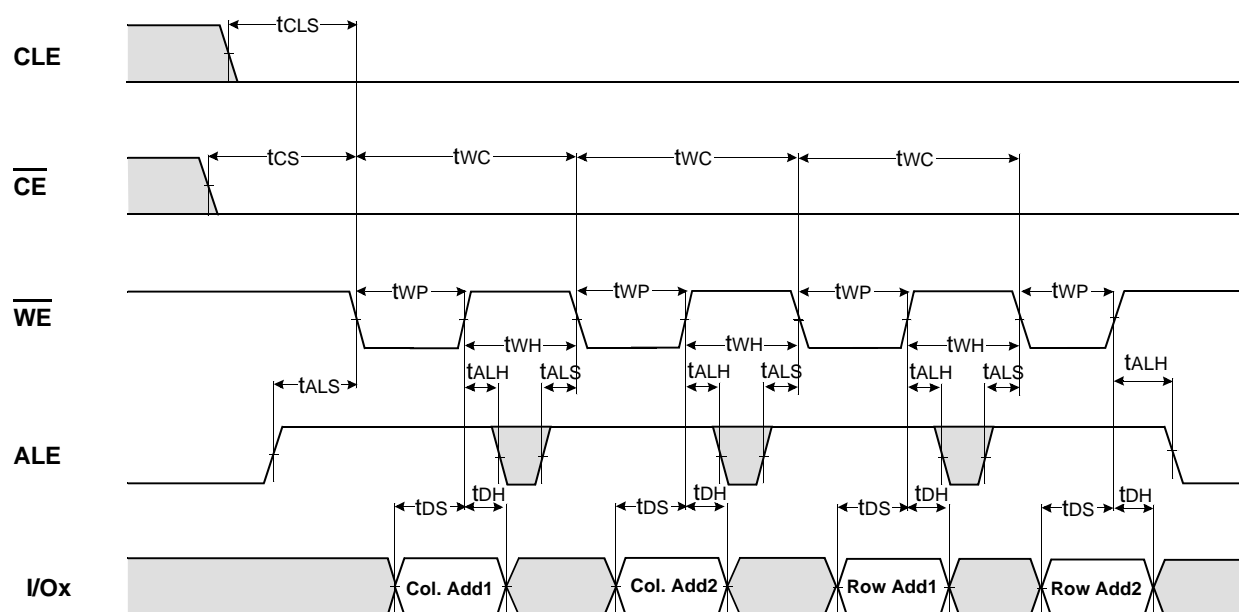 tCLS
CLE
tCS tWC tWC tWC
CE
tWP tWP tWP tWP
WE
tWH tWH tWH
tALS tALH tALS tALH tALS tALH tALS tALH
ALE
tDS tDH tDS tDH tDS tDH tDS tDH
I/Ox Col. Add1 Col. Add2 Row Add1 Row Add2